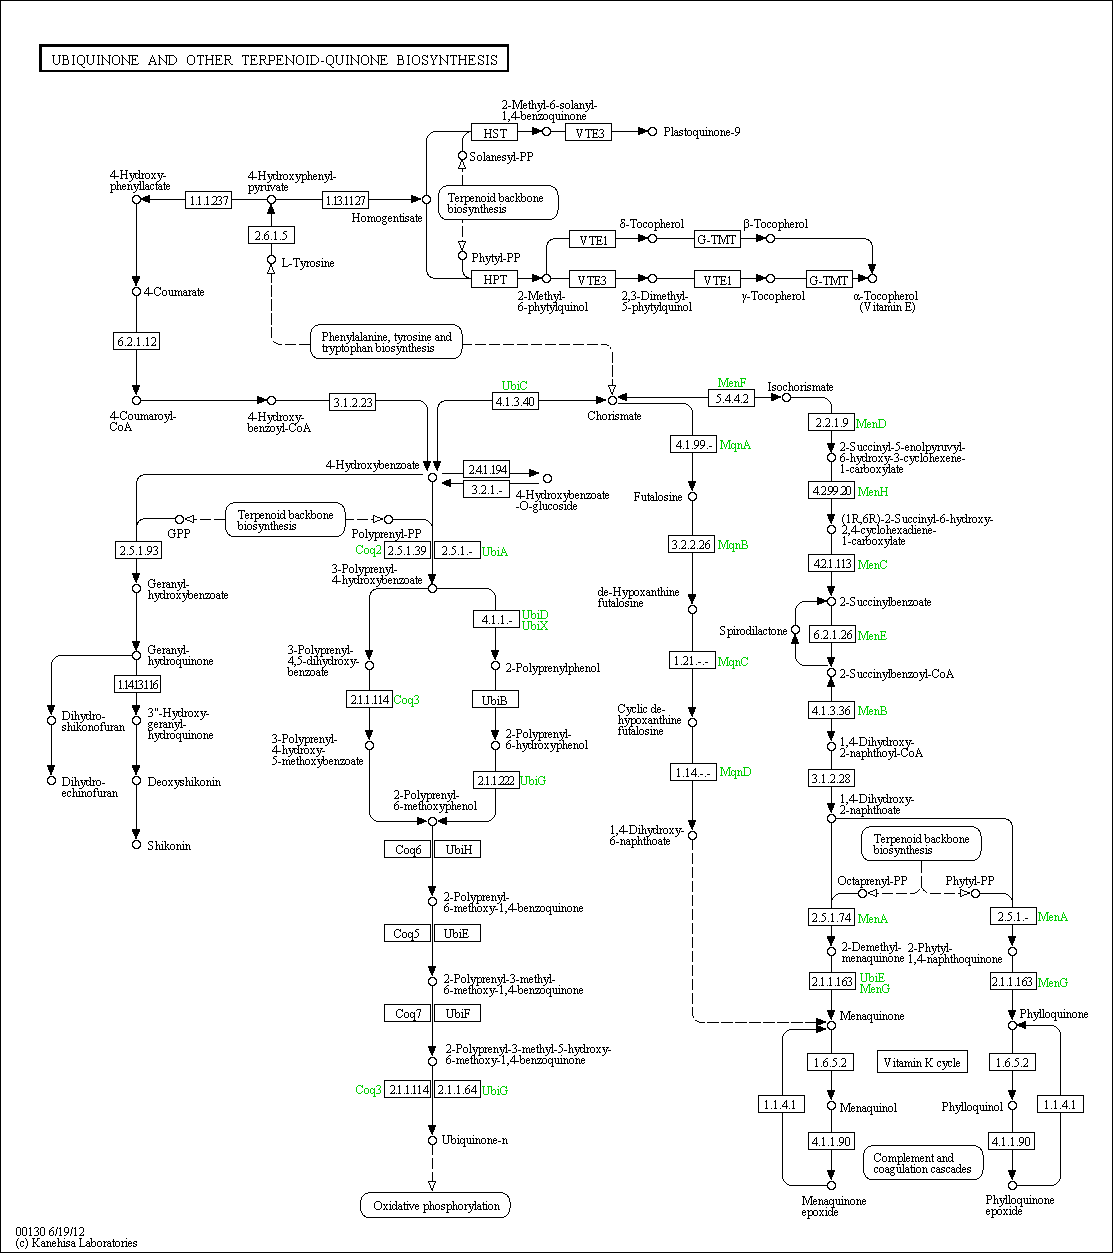 UBIQUINONE AND OTHER TERPENOID-QUINONE BIOSYNTHESIS
2-Methyl-6-solanyl-
1,4-benzoquinone
HST
VTE3
Plastoquinone-9
Solanesyl-PP
4-Hydroxy-
phenyllactate
4-Hydroxyphenyl-
pyruvate
1.1.1.237
1.13.11.27
Homogentisate
Terpenoid backbone
biosynthesis
2.6.1.5
L-Tyrosine
δ-Tocopherol
β-Tocopherol
VTE1
G-TMT
Phytyl-PP
HPT
VTE3
VTE1
G-TMT
2-Methyl-
6-phytylquinol
2,3-Dimethyl-
5-phytylquinol
γ-Tocopherol
α-Tocopherol
(Vitamin E)
4-Coumarate
6.2.1.12
Phenylalanine, tyrosine and
tryptophan biosynthesis
UbiC
MenF
Isochorismate
3.1.2.23
4.1.3.40
5.4.4.2
4-Coumaroyl-
CoA
4-Hydroxy-
benzoyl-CoA
Chorismate
2.2.1.9
MenD
4.1.99.-
MqnA
2-Succinyl-5-enolpyruvyl-
6-hydroxy-3-cyclohexene-
1-carboxylate
4-Hydroxybenzoate
2.4.1.194
3.2.1.-
4-Hydroxybenzoate
-O-glucoside
Futalosine
4.2.99.20
MenH
GPP
Terpenoid backbone
biosynthesis
Polyprenyl-PP
(1R,6R)-2-Succinyl-6-hydroxy-
2,4-cyclohexadiene-
1-carboxylate
2.5.1.93
Coq2
2.5.1.39
2.5.1.-
UbiA
3.2.2.26
MqnB
4.2.1.113
MenC
3-Polyprenyl-
4-hydroxybenzoate
Geranyl-
hydroxybenzoate
de-Hypoxanthine
futalosine
2-Succinylbenzoate
4.1.1.-
UbiD
UbiX
Spirodilactone
6.2.1.26
MenE
Geranyl-
hydroquinone
3-Polyprenyl-
4,5-dihydroxy-
benzoate
2-Polyprenylphenol
1.21.-.-
MqnC
2-Succinylbenzoyl-CoA
1.14.13.116
2.1.1.114
Coq3
UbiB
4.1.3.36
MenB
Dihydro-
shikonofuran
3"-Hydroxy-
geranyl-
hydroquinone
Cyclic de-
hypoxanthine
futalosine
3-Polyprenyl-
4-hydroxy-
5-methoxybenzoate
2-Polyprenyl-
6-hydroxyphenol
1,4-Dihydroxy-
2-naphthoyl-CoA
Dihydro-
echinofuran
Deoxyshikonin
2.1.1.222
UbiG
1.14.-.-
MqnD
3.1.2.28
2-Polyprenyl-
6-methoxyphenol
1,4-Dihydroxy-
2-naphthoate
Shikonin
1,4-Dihydroxy-
6-naphthoate
Coq6
UbiH
Terpenoid backbone
biosynthesis
Octaprenyl-PP
Phytyl-PP
2-Polyprenyl-
6-methoxy-1,4-benzoquinone
2.5.1.74
MenA
2.5.1.-
MenA
Coq5
UbiE
2-Demethyl-
menaquinone
2-Phytyl-
1,4-naphthoquinone
2-Polyprenyl-3-methyl-
6-methoxy-1,4-benzoquinone
2.1.1.163
UbiE
MenG
2.1.1.163
MenG
Coq7
UbiF
Menaquinone
Phylloquinone
2-Polyprenyl-3-methyl-5-hydroxy-
6-methoxy-1,4-benzoquinone
1.6.5.2
Vitamin K cycle
1.6.5.2
Coq3
2.1.1.114
2.1.1.64
UbiG
1.1.4.1
Menaquinol
Phylloquinol
1.1.4.1
Ubiquinone-n
4.1.1.90
4.1.1.90
Complement and
coagulation cascades
Oxidative phosphorylation
Menaquinone
epoxide
Phylloquinone
epoxide
00130 6/19/12
(c) Kanehisa Laboratories